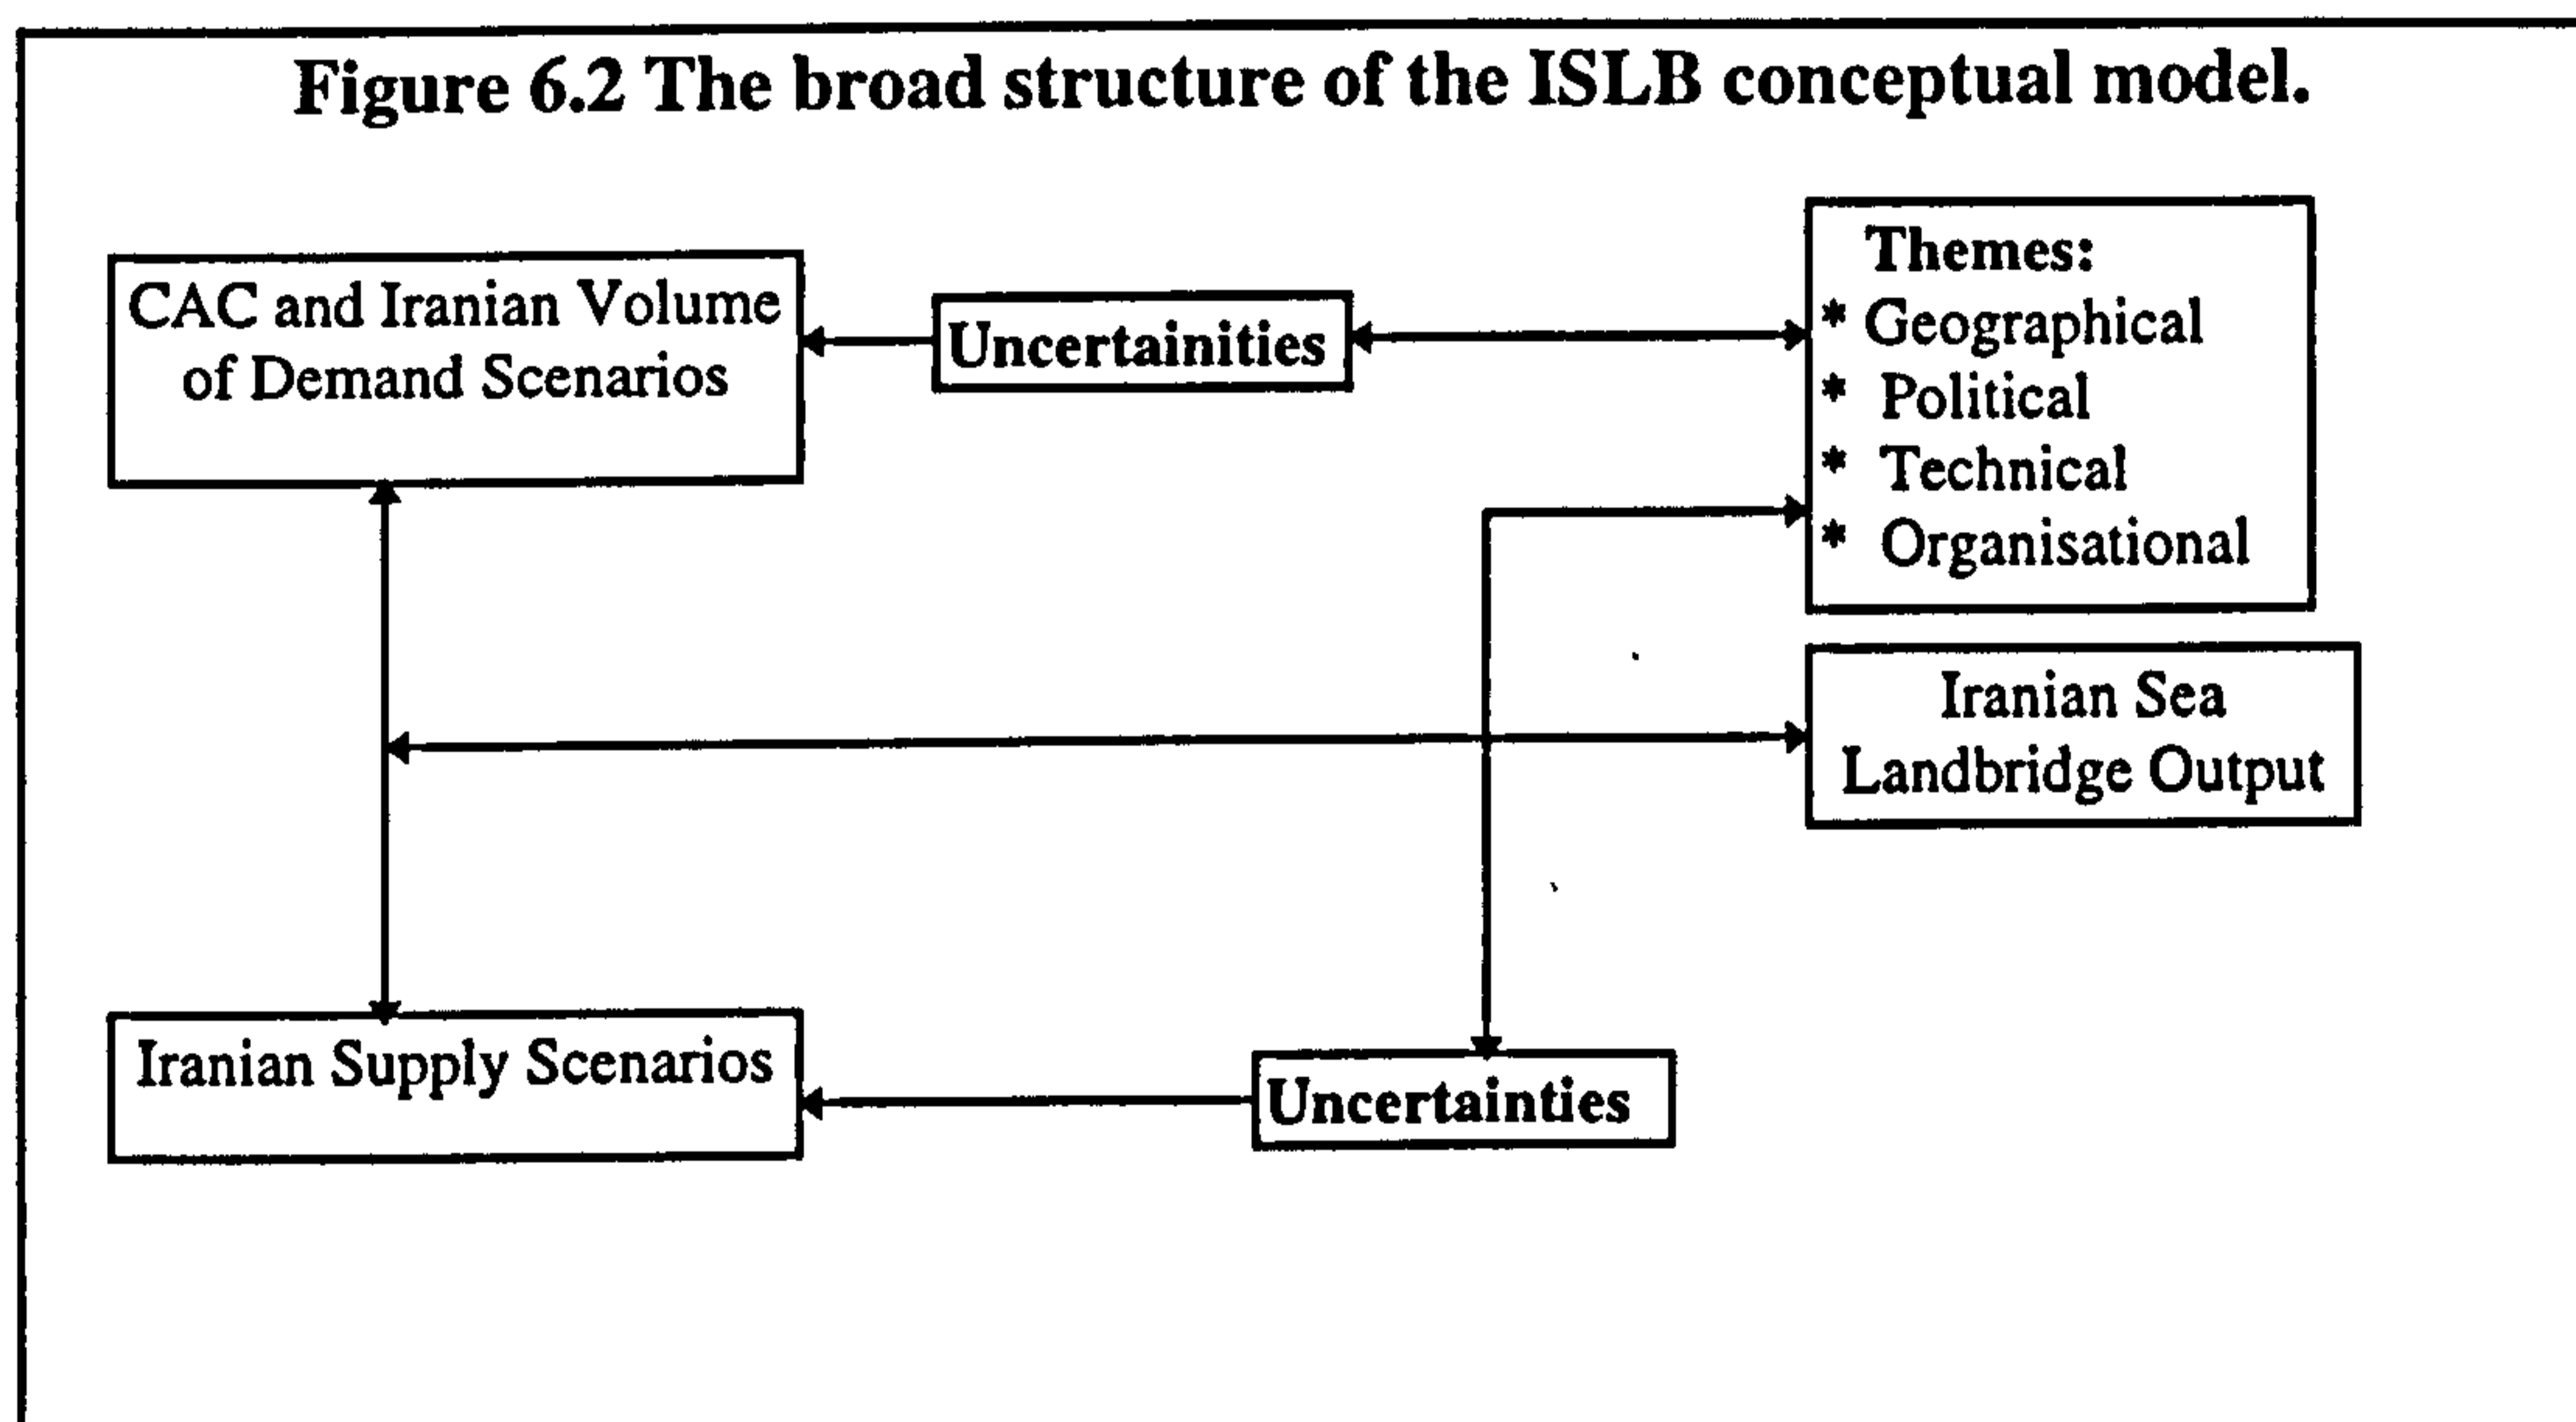 Figure 6.2 The broad structure of the ISLB conceptual model.
CAC and Iranian Volume
of Demand Scenarios
Uncertainities
Themes:
* Geographical
* Political
* Technical
* Organisational
Iranian Sea
Landbridge Output
Iranian Supply Scenarios
Uncertainties